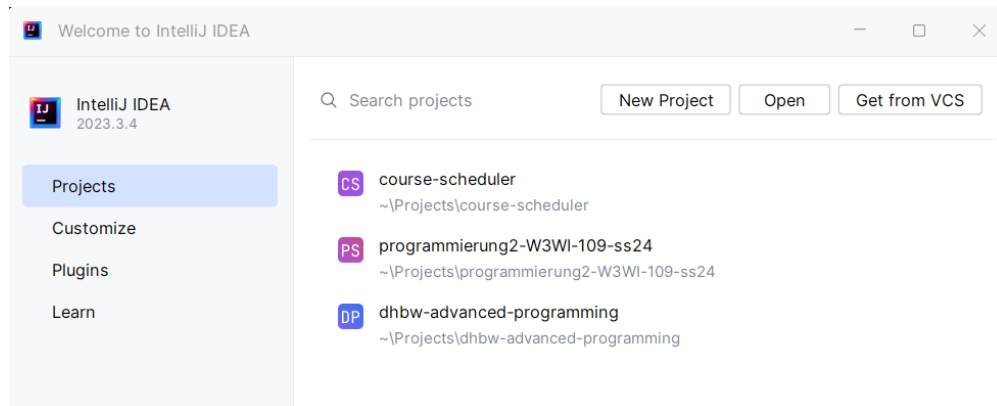 Welcome to IntelliJ IDEA
IJ
IntelliJ IDEA
2023.3.4
Projects
Customize
Plugins
Learn
Search projects
New Project
Open
Get from VCS
CS
course-scheduler
~\Projects\course-scheduler
PS
programmierung2-W3WI-109-ss24
~\Projects\programmierung2-W3WI-109-ss24
DP
dhbw-advanced-programming
~\Projects\dhbw-advanced-programming